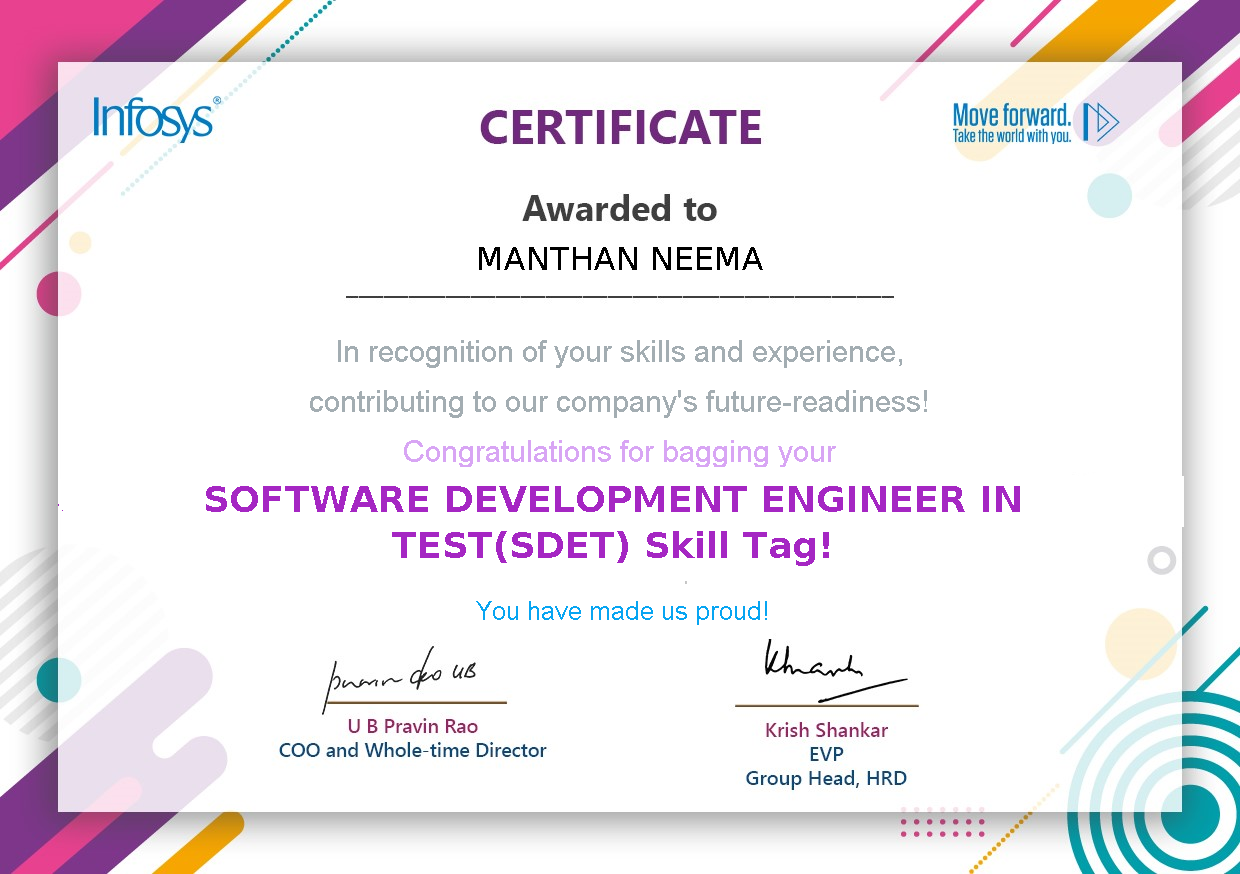 Infosys®
CERTIFICATE
Move forward.
Take the world with you.
Awarded to
MANTHAN NEEMA
In recognition of your skills and experience,
contributing to our company's future-readiness!
Congratulations for bagging your
SOFTWARE DEVELOPMENT ENGINEER IN
TEST(SDET) Skill Tag!
You have made us proud!
pravin rao UB
U B Pravin Rao
COO and Whole-time Director
Krish Shankar
EVP
Group Head, HRD